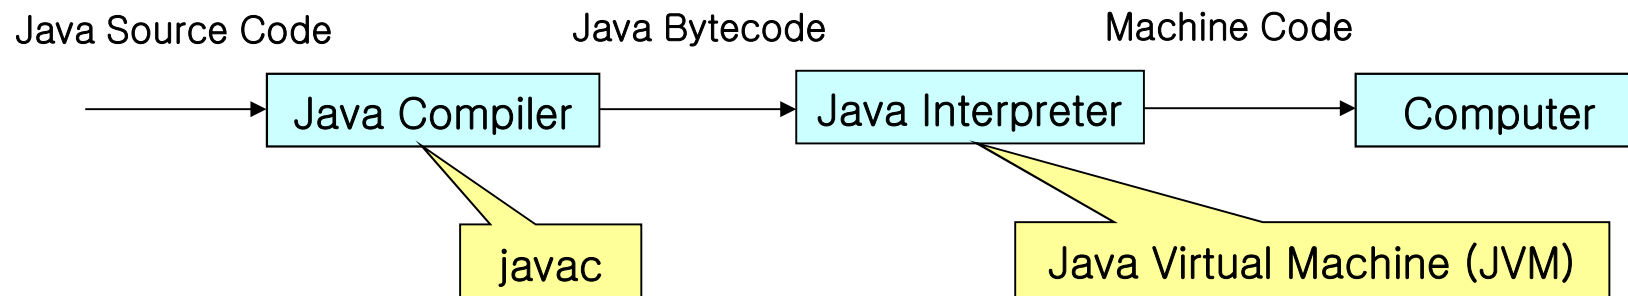 Java Source Code
Java Bytecode
Machine Code
Java Compiler
Java Interpreter
Computer
javac
Java Virtual Machine (JVM)